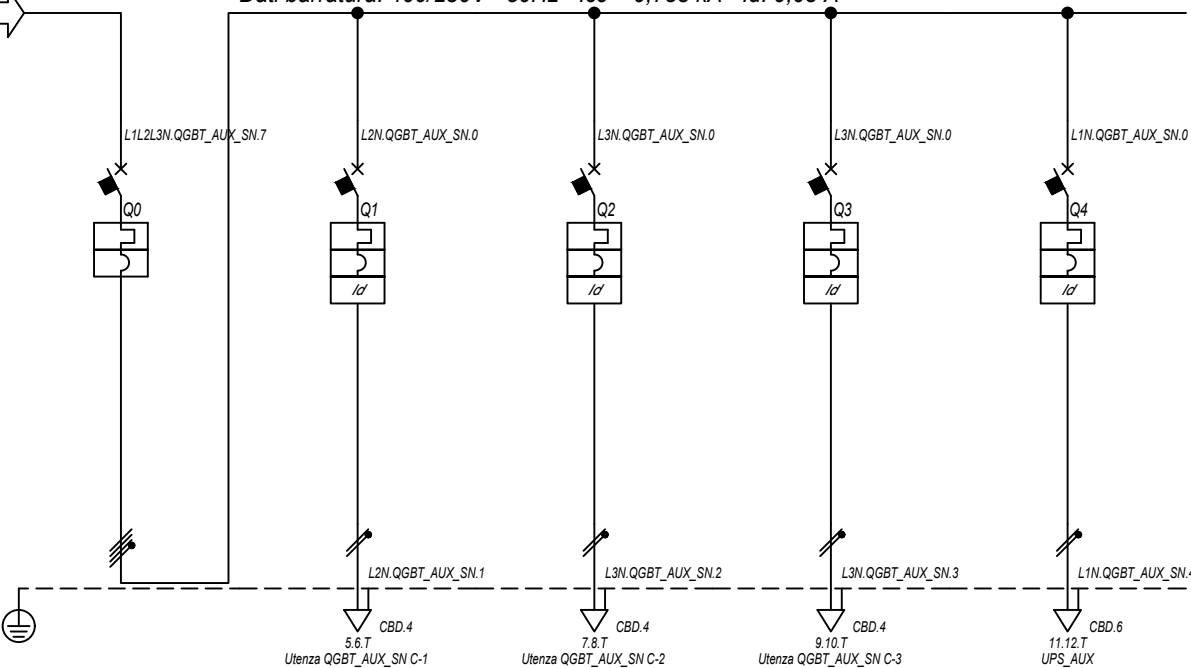 L1L2L3N.QGBT_AUX_SN.7
L2N.QGBT_AUX_SN.0
L3N.QGBT_AUX_SN.0
L3N.QGBT_AUX_SN.0
L1N.QGBT_AUX_SN.0
Q0
Q1
Q2
Q3
Q4
Id
Id
Id
Id
L2N.QGBT_AUX_SN.1
L3N.QGBT_AUX_SN.2
L3N.QGBT_AUX_SN.3
L1N.QGBT_AUX_SN.4
CBD.4
CBD.4
CBD.4
CBD.6
5.6.T
7.8.T
9.10.T
11.12.T
Utenza QGBT_AUX_SN C-1
Utenza QGBT_AUX_SN C-2
Utenza QGBT_AUX_SN C-3
UPS_AUX